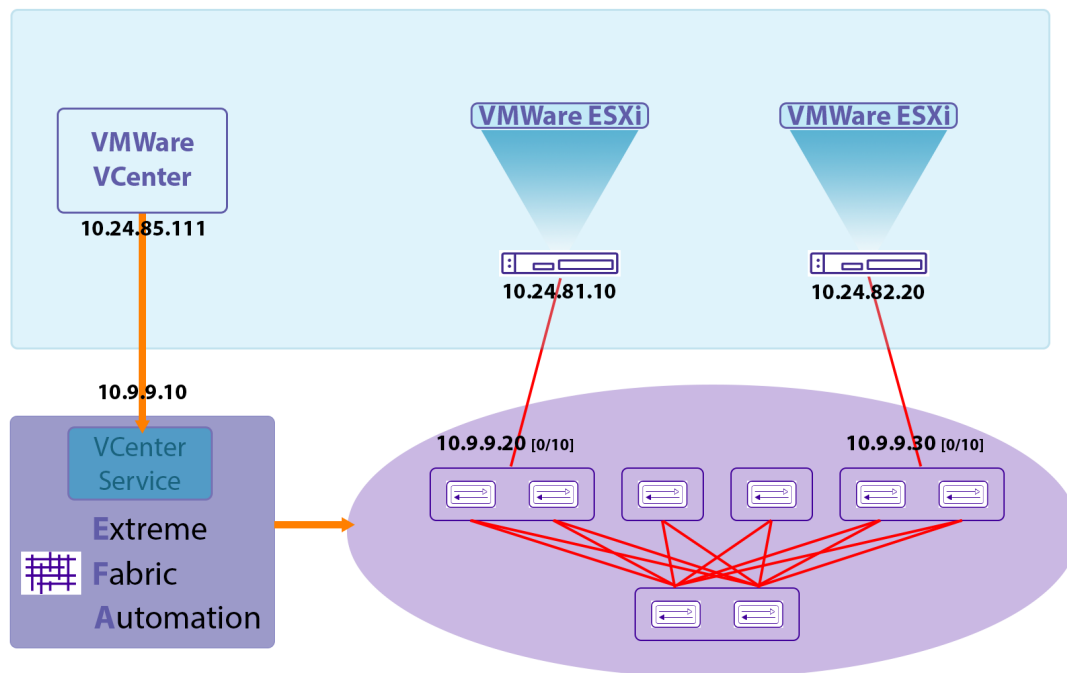 VMWare
VCenter
10.24.85.111
VMWare ESXi
10.24.81.10
VMWare ESXi
10.24.82.20
10.9.9.10
VCenter
Service
Extreme
Fabric
Automation
10.9.9.20 [0/10]
10.9.9.30 [0/10]